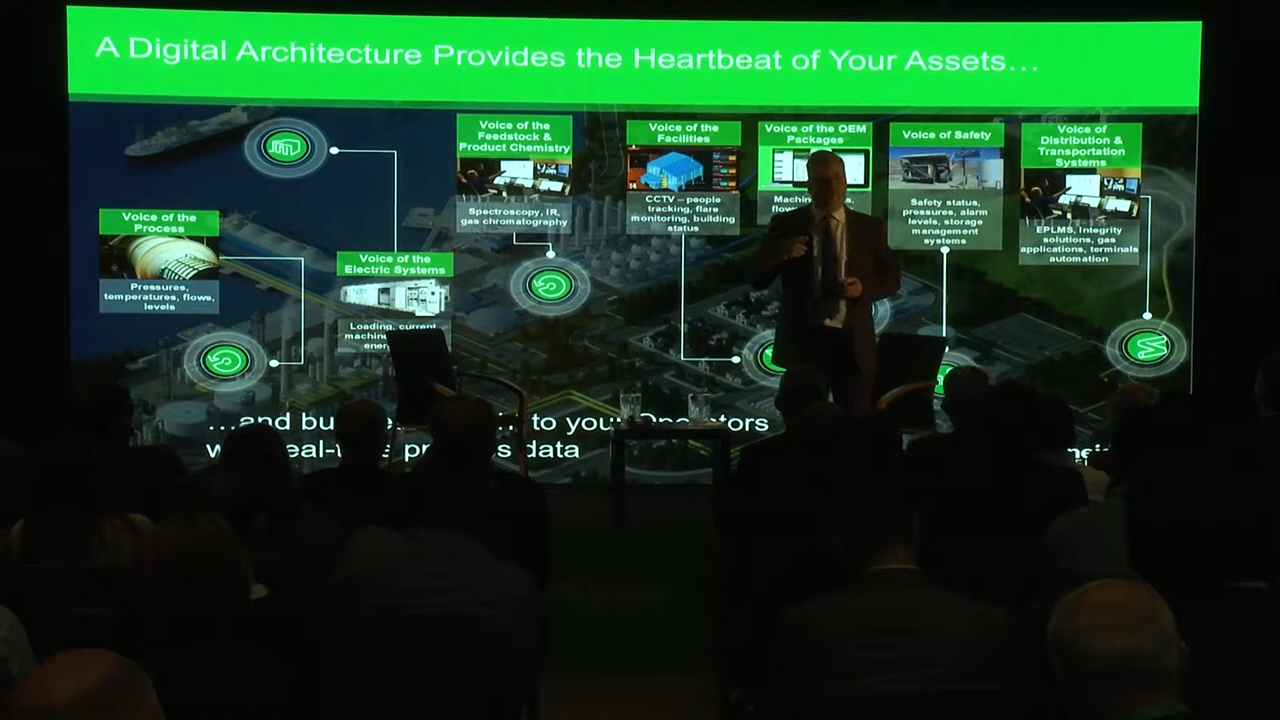 A Digital Architecture Provides the Heartbeat of Your Assets...
Voice of the
Process
Pressures,
temperatures, flows,
levels
Voice of the
Electric Systems
Loading, current
Voice of the
Feedstock &
Product Chemistry
Spectroscopy, IR,
gas chromatography
Voice of the
Facilities
CCTV – people
tracking, flare
monitoring, building
status
Voice of the OEM
Packages
Voice of Safety
Safety status,
pressures, alarm
levels, storage
management
systems
Voice of
Distribution &
Transportation
Systems
EPLMS, Integrity
solutions, gas
applications, terminals
automation
...and to your
data